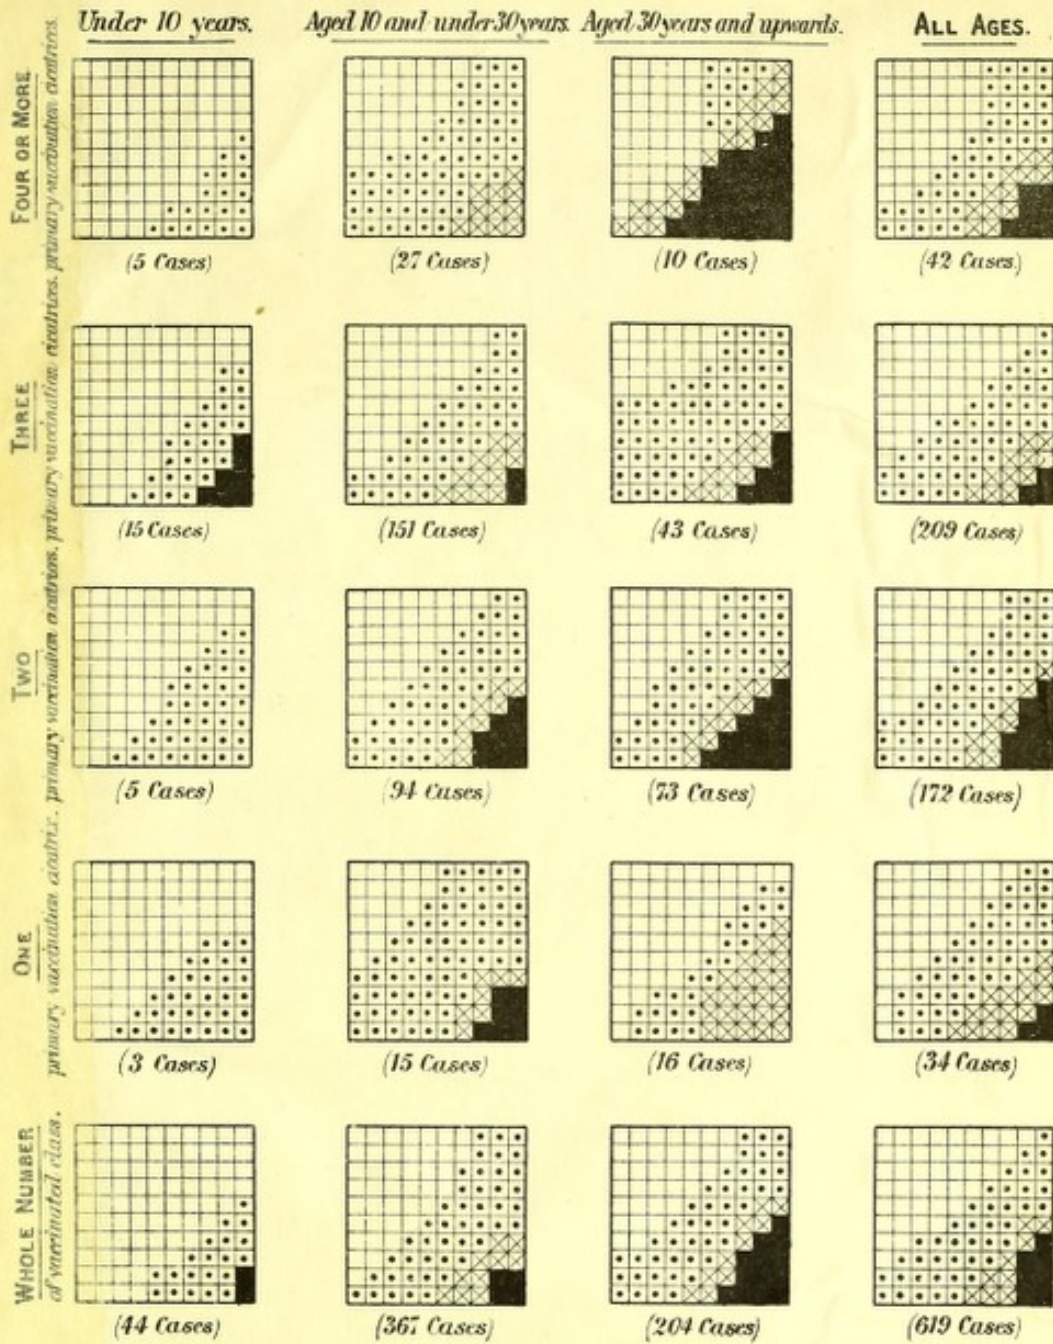 Under 10 years. Aged 10 and under 30 years. Aged 30 years and upwards. ALL AGES.
FOUR OR MORE
primary vaccination cicatrices.
(5 Cases) (27 Cases) (10 Cases) (42 Cases.)
THREE
primary vaccination cicatrices.
(15 Cases) (151 Cases) (43 Cases) (209 Cases)
TWO
primary vaccination cicatrices.
(5 Cases) (94 Cases) (73 Cases) (172 Cases)
ONE
primary vaccination cicatrix.
(3 Cases) (15 Cases) (16 Cases) (34 Cases)
WHOLE NUMBER
of vaccinated class.
(44 Cases) (367 Cases) (204 Cases) (619 Cases)